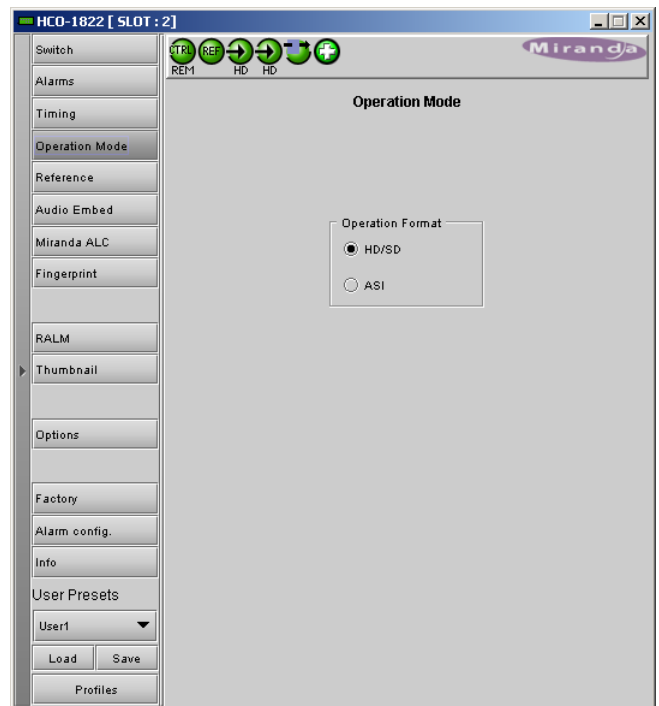 HCO-1822 [ SLOT : 2]
Switch
Alarms
Timing
Operation Mode
Reference
Audio Embed
Miranda ALC
Fingerprint
RALM
Thumbnail
Options
Factory
Alarm config.
Info
User Presets
User1
Load Save
Profiles
CTRL REF
REM HD HD
Miranda
Operation Mode
Operation Format
HD/SD
ASI